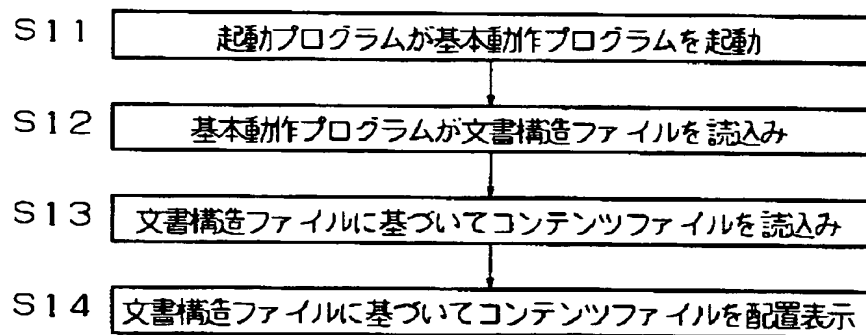 S11 起動プログラムが基本動作プログラムを起動
S12 基本動作プログラムが文書構造ファイルを読込み
S13 文書構造ファイルに基づいてコンテンツファイルを読込み
S14 文書構造ファイルに基づいてコンテンツファイルを配置表示